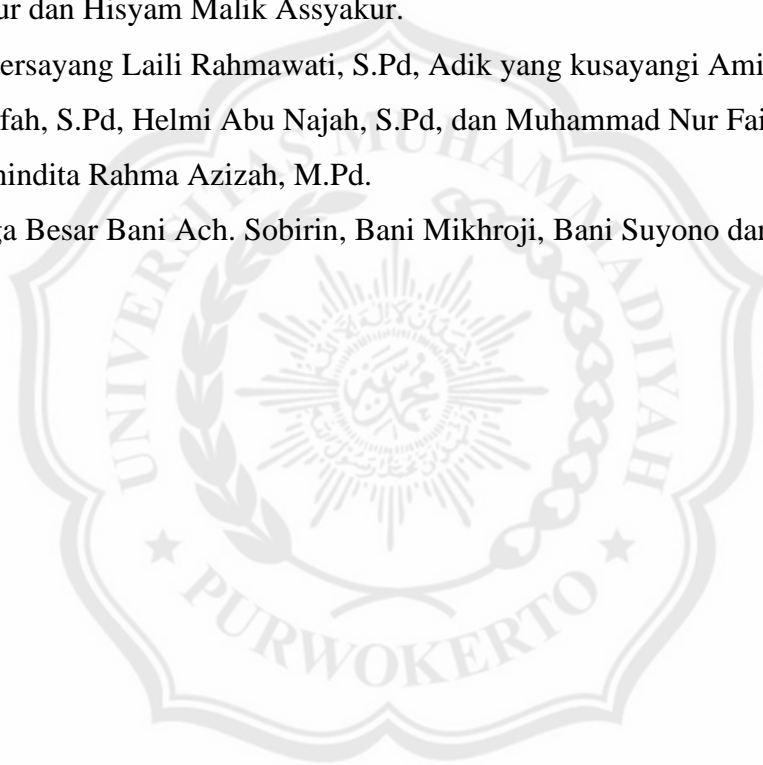 ur dan Hisyam Malik Assyakur.
ersayang Laili Rahmawati, S.Pd, Adik yang kusayangi Ami
fah, S.Pd, Helmi Abu Najah, S.Pd, dan Muhammad Nur Fai
nindita Rahma Azizah, M.Pd.
ga Besar Bani Ach. Sobirin, Bani Mikhroji, Bani Suyono dan
UNIVERSITAS MUHAMMADIYAH
PURWOKERTO